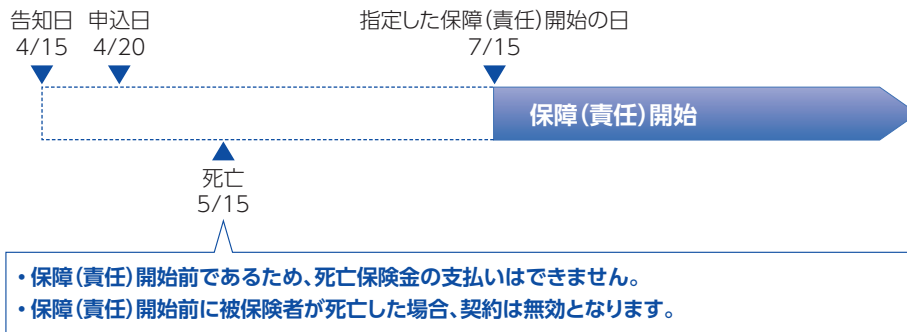 告知日 申込日 指定した保障(責任)開始の日
4/15 4/20 7/15
保障(責任)開始
死亡
5/15
・保障(責任)開始前であるため、死亡保険金の支払いはできません。
・保障(責任)開始前に被保険者が死亡した場合、契約は無効となります。